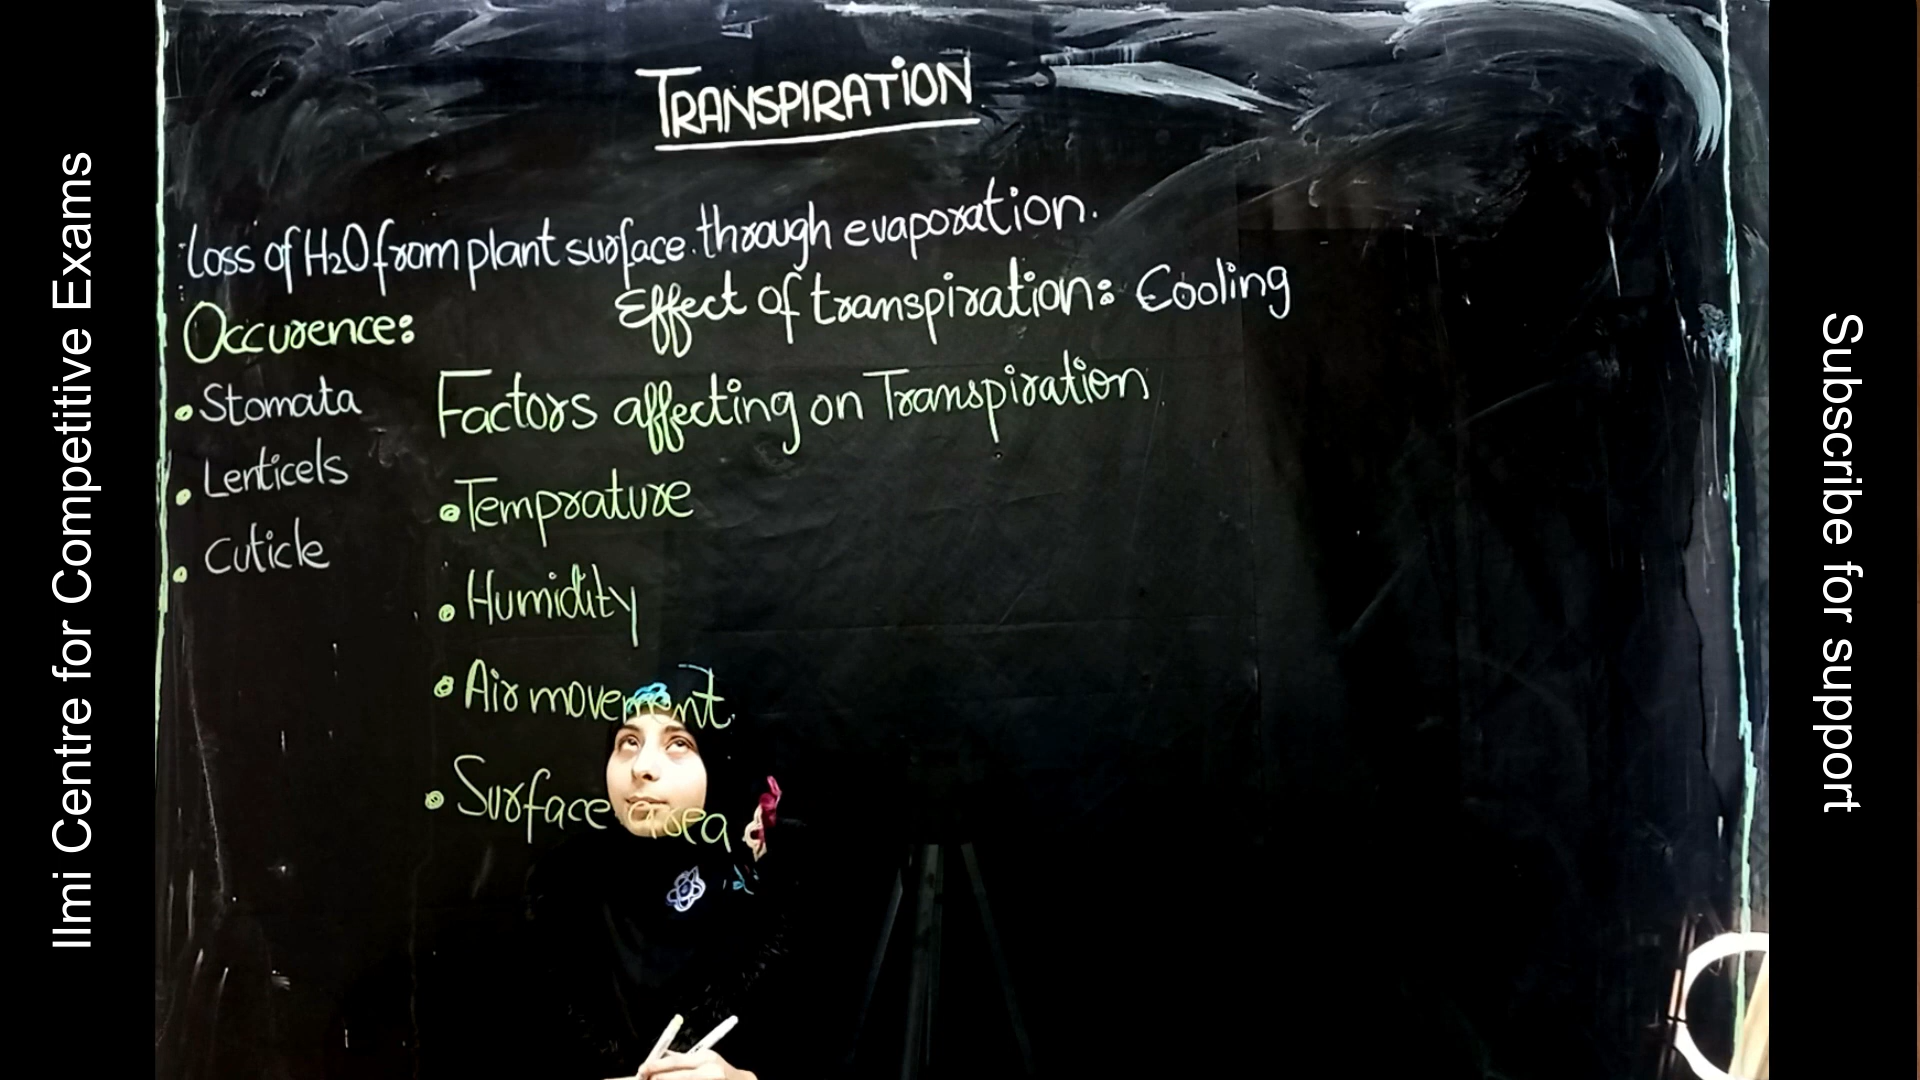 Ilmi Centre for Competitive Exams
TRANSPIRATION
Loss of H₂O from plant surface through evaporation.
Effect of transpiration: Cooling
Occurence:
• Stomata
• Lenticels
• Cuticle
Factors affecting on Transpiration
• Temprature
• Humidity
• Air movement
• Surface area
Subscribe for support